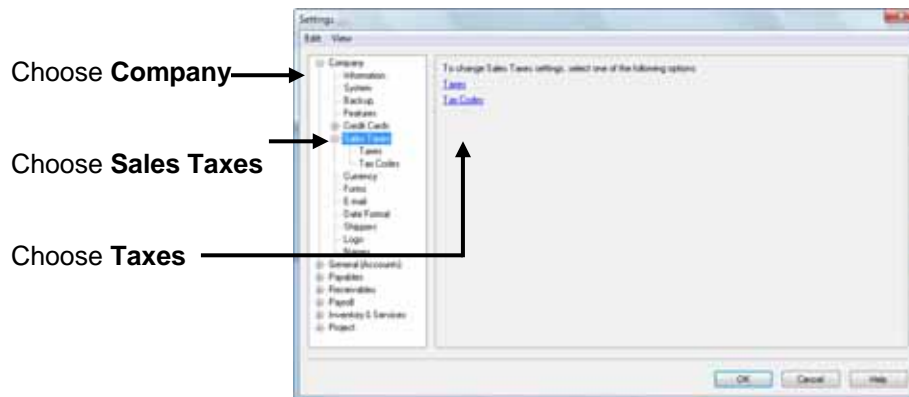 Settings
Edit View
Choose Company
Choose Sales Taxes
Choose Taxes
Company
Information
System
Backup
Features
Credit Cards
Sales Taxes
Taxes
Tax Codes
Currency
Forms
E-mail
Date Format
Shippers
Logo
Names
General (Accounts)
Payables
Receivables
Payroll
Inventory & Services
Project
To change Sales Taxes settings, select one of the following options:
Taxes
Tax Codes
OK Cancel Help